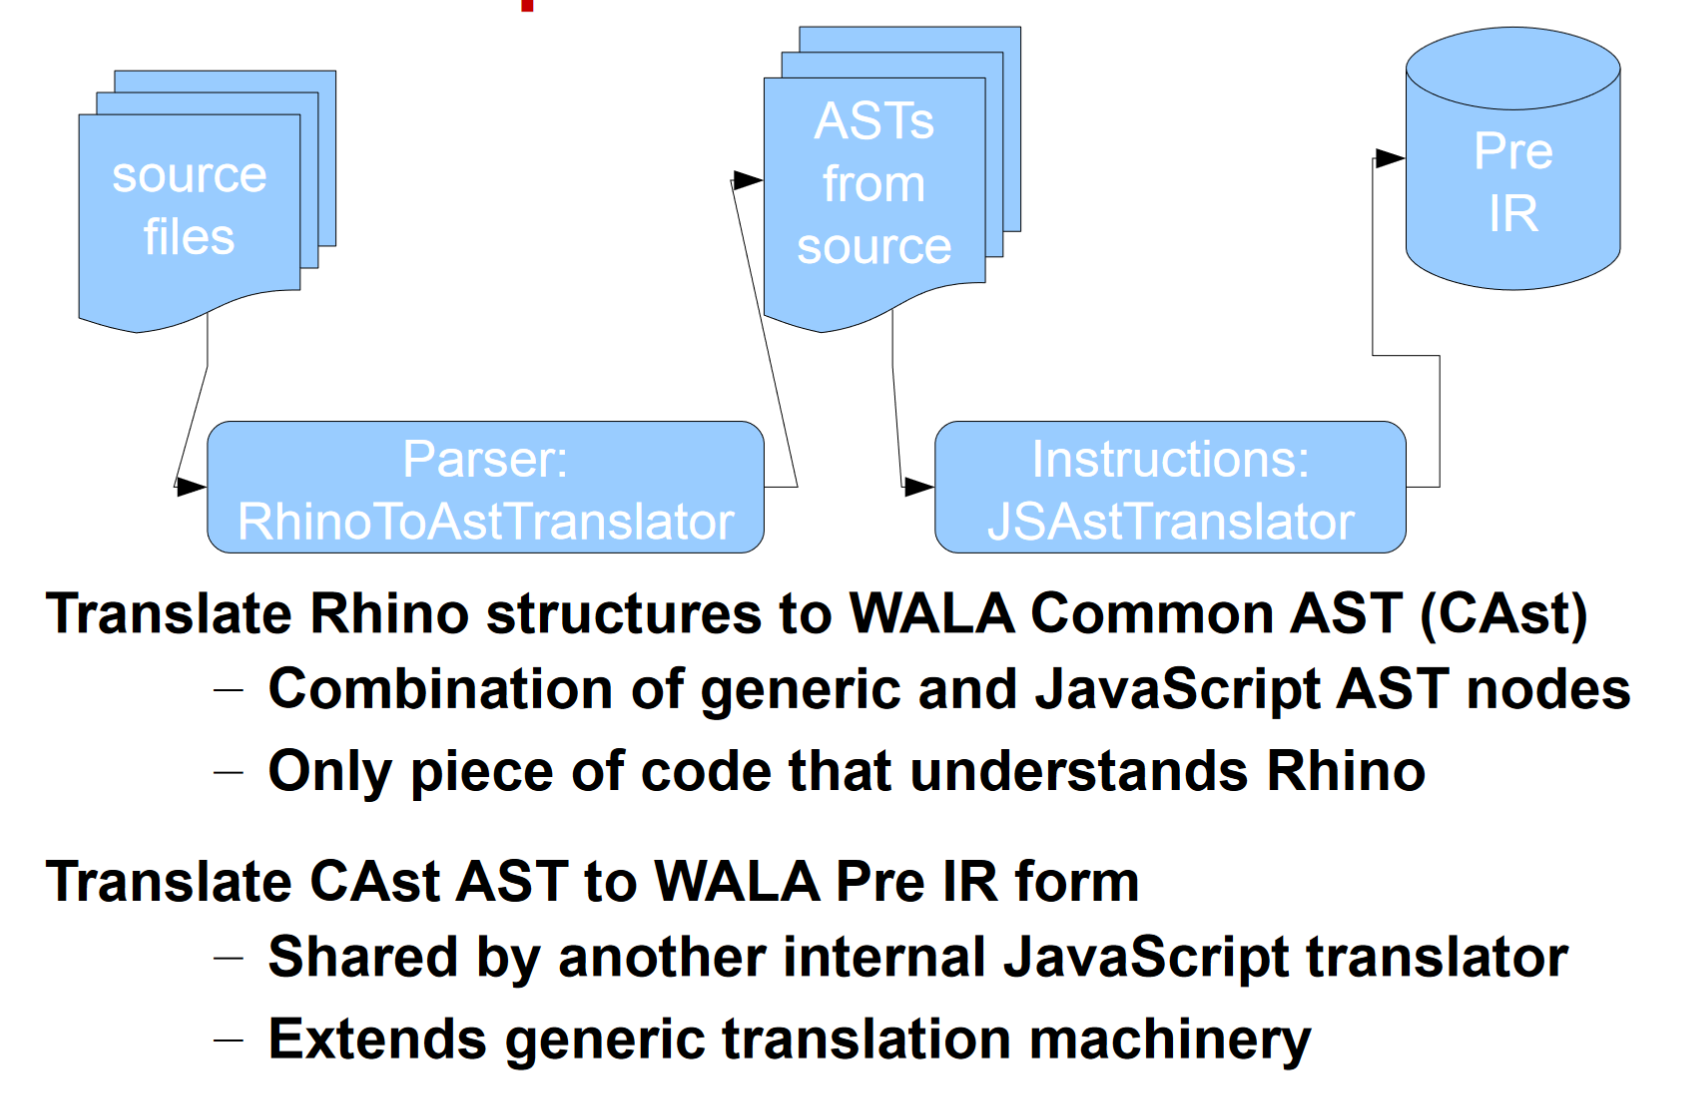 source
files
ASTs
from
source
Pre
IR
Parser:
RhinoToAstTranslator
Instructions:
JSAstTranslator
Translate Rhino structures to WALA Common AST (CAst)
– Combination of generic and JavaScript AST nodes
– Only piece of code that understands Rhino
Translate CAst AST to WALA Pre IR form
– Shared by another internal JavaScript translator
– Extends generic translation machinery